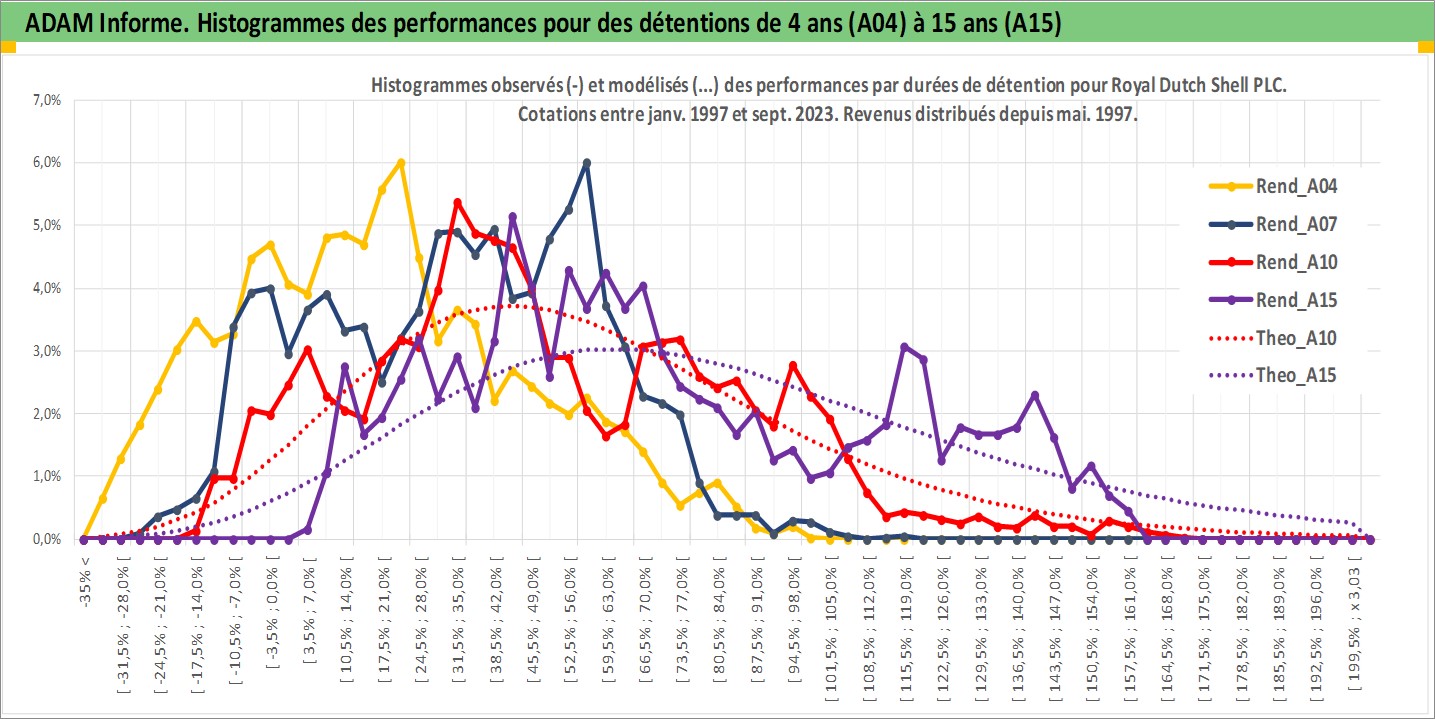 ADAM Informe. Histogrammes des performances pour des détentions de 4 ans (A04) à 15 ans (A15)
Histogrammes observés (-) et modélisés (...) des performances par durées de détention pour Royal Dutch Shell PLC.
Cotations entre janv. 1997 et sept. 2023. Revenus distribués depuis mai. 1997.
7,0%
6,0%
5,0%
4,0%
3,0%
2,0%
1,0%
0,0%
Rend_A04
Rend_A07
Rend_A10
Rend_A15
Theo_A10
Theo_A15
-35% <
[ -31,5% ; -28,0% [
[ -24,5% ; -21,0% [
[ -17,5% ; -14,0% [
[ -10,5% ; -7,0% [
[ -3,5% ; 0,0% [
[ 3,5% ; 7,0% [
[ 10,5% ; 14,0% [
[ 17,5% ; 21,0% [
[ 24,5% ; 28,0% [
[ 31,5% ; 35,0% [
[ 38,5% ; 42,0% [
[ 45,5% ; 49,0% [
[ 52,5% ; 56,0% [
[ 59,5% ; 63,0% [
[ 66,5% ; 70,0% [
[ 73,5% ; 77,0% [
[ 80,5% ; 84,0% [
[ 87,5% ; 91,0% [
[ 94,5% ; 98,0% [
[ 101,5% ; 105,0% [
[ 108,5% ; 112,0% [
[ 115,5% ; 119,0% [
[ 122,5% ; 126,0% [
[ 129,5% ; 133,0% [
[ 136,5% ; 140,0% [
[ 143,5% ; 147,0% [
[ 150,5% ; 154,0% [
[ 157,5% ; 161,0% [
[ 164,5% ; 168,0% [
[ 171,5% ; 175,0% [
[ 178,5% ; 182,0% [
[ 185,5% ; 189,0% [
[ 192,5% ; 196,0% [
[ 199,5% ; x 3,03 [